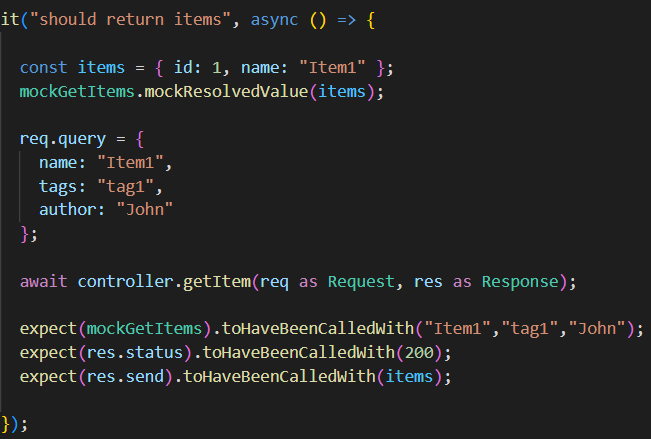 it("should return items", async () => {
const items = { id: 1, name: "Item1" };
mockGetItems.mockResolvedValue(items);
req.query = {
name: "Item1",
tags: "tag1",
author: "John"
};
await controller.getItem(req as Request, res as Response);
expect(mockGetItems).toHaveBeenCalledWith("Item1","tag1","John");
expect(res.status).toHaveBeenCalledWith(200);
expect(res.send).toHaveBeenCalledWith(items);
});